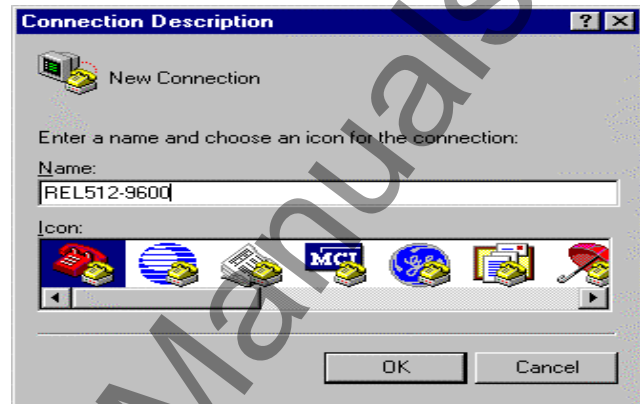 Connection Description
New Connection
Enter a name and choose an icon for the connection:
Name:
REL512-9600
Icon:
MCI
OK
Cancel
Manuals